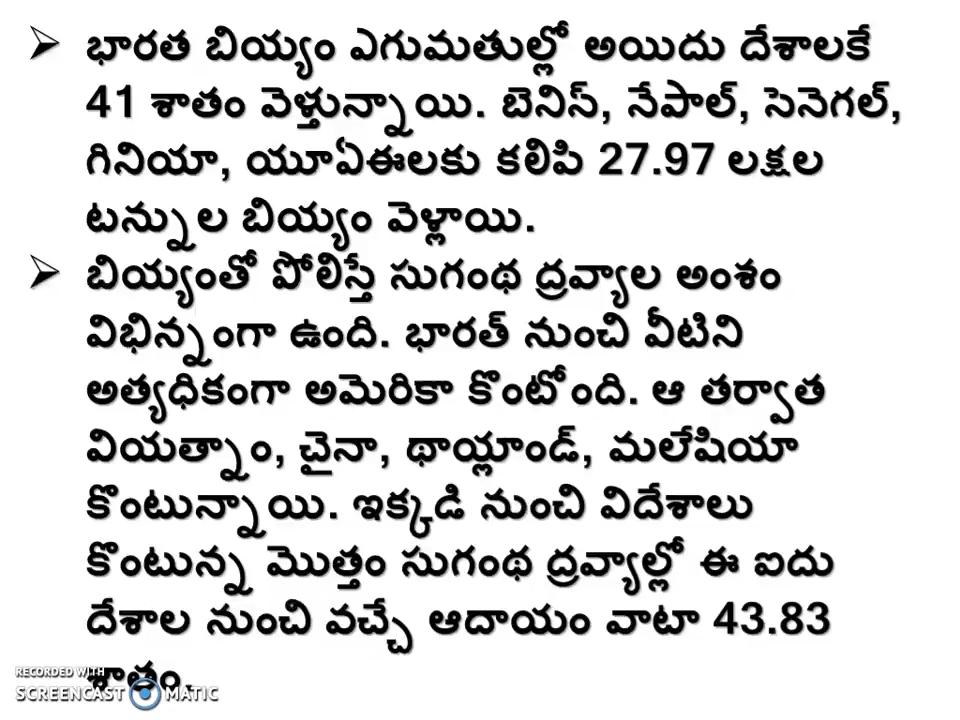 ➢ భారత బియ్యం ఎగుమతుల్లో అయిదు దేశాలకే
41 శాతం వెళ్తున్నాయి. బెనిస్, నేపాల్, సెనెగల్,
గినియా, యూఏఈలకు కలిపి 27.97 లక్షల
టన్నుల బియ్యం వెళ్లాయి.
➢ బియ్యంతో పోలిస్తే సుగంథ ద్రవ్యాల అంశం
విభిన్నంగా ఉంది. భారత్ నుంచి వీటిని
అత్యధికంగా అమెరికా కొంటోంది. ఆ తర్వాత
వియత్నాం, చైనా, థాయ్లాండ్, మలేషియా
కొంటున్నాయి. ఇక్కడి నుంచి విదేశాలు
కొంటున్న మొత్తం సుగంథ ద్రవ్యాల్లో ఈ ఐదు
దేశాల నుంచి వచ్చే ఆదాయం వాటా 43.83
శాతం.
RECORDED WITH
SCREENCAST MATIC